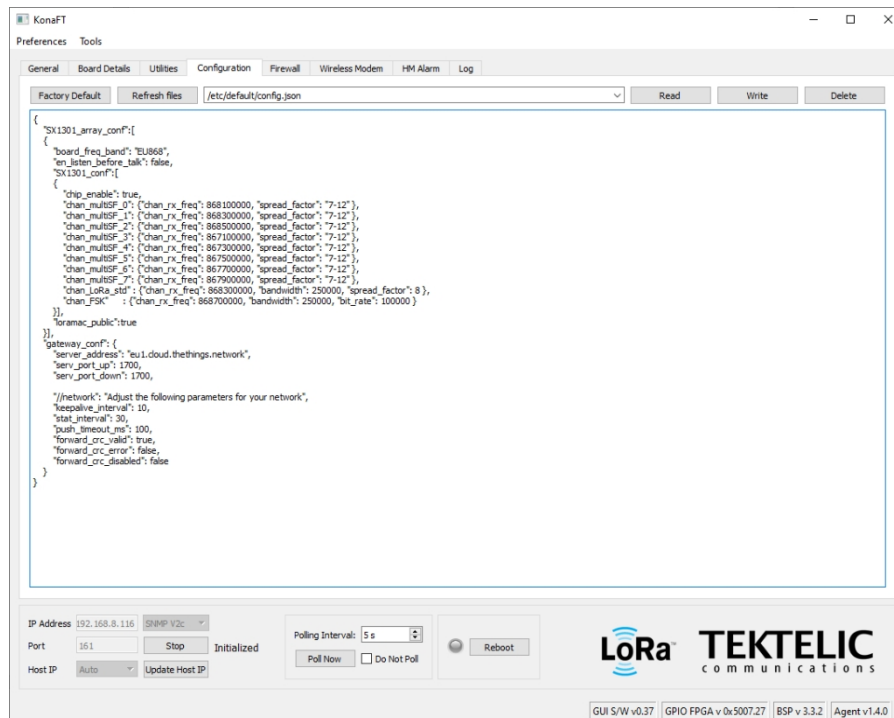 KonaFT
Preferences Tools
General Board Details Utilities Configuration Firewall Wireless Modem HM Alarm Log
Factory Default Refresh files /etc/default/config.json Read Write Delete
{
"SX1301_array_conf":[
{
"board_freq_band": "EU868",
"en_listen_before_talk": false,
"SX1301_conf":[
{
"chip_enable": true,
"chan_multiSF_0": {"chan_rx_freq": 868100000, "spread_factor": "7-12" },
"chan_multiSF_1": {"chan_rx_freq": 868300000, "spread_factor": "7-12" },
"chan_multiSF_2": {"chan_rx_freq": 868500000, "spread_factor": "7-12" },
"chan_multiSF_3": {"chan_rx_freq": 867100000, "spread_factor": "7-12" },
"chan_multiSF_4": {"chan_rx_freq": 867300000, "spread_factor": "7-12" },
"chan_multiSF_5": {"chan_rx_freq": 867500000, "spread_factor": "7-12" },
"chan_multiSF_6": {"chan_rx_freq": 867700000, "spread_factor": "7-12" },
"chan_multiSF_7": {"chan_rx_freq": 867900000, "spread_factor": "7-12" },
"chan_LoRa_std" : {"chan_rx_freq": 868300000, "bandwidth": 250000, "spread_factor": 8 },
"chan_FSK" : {"chan_rx_freq": 868700000, "bandwidth": 250000, "bit_rate": 100000 }
}],
"loramac_public":true
}],
"gateway_conf": {
"server_address": "eu1.cloud.thethings.network",
"serv_port_up": 1700,
"serv_port_down": 1700,
"//network": "Adjust the following parameters for your network",
"keepalive_interval": 10,
"stat_interval": 30,
"push_timeout_ms": 100,
"forward_crc_valid": true,
"forward_crc_error": false,
"forward_crc_disabled": false
}
}
IP Address 192.168.8.116 SNMP V2c
Port 161 Stop Initialized
Host IP Auto Update Host IP
Polling Interval: 5 s
Poll Now Do Not Poll
Reboot
LoRa™
TEKTELIC
communications
GUI S/W v0.37 GPIO FPGA v 0x5007.27 BSP v 3.3.2 Agent v1.4.0